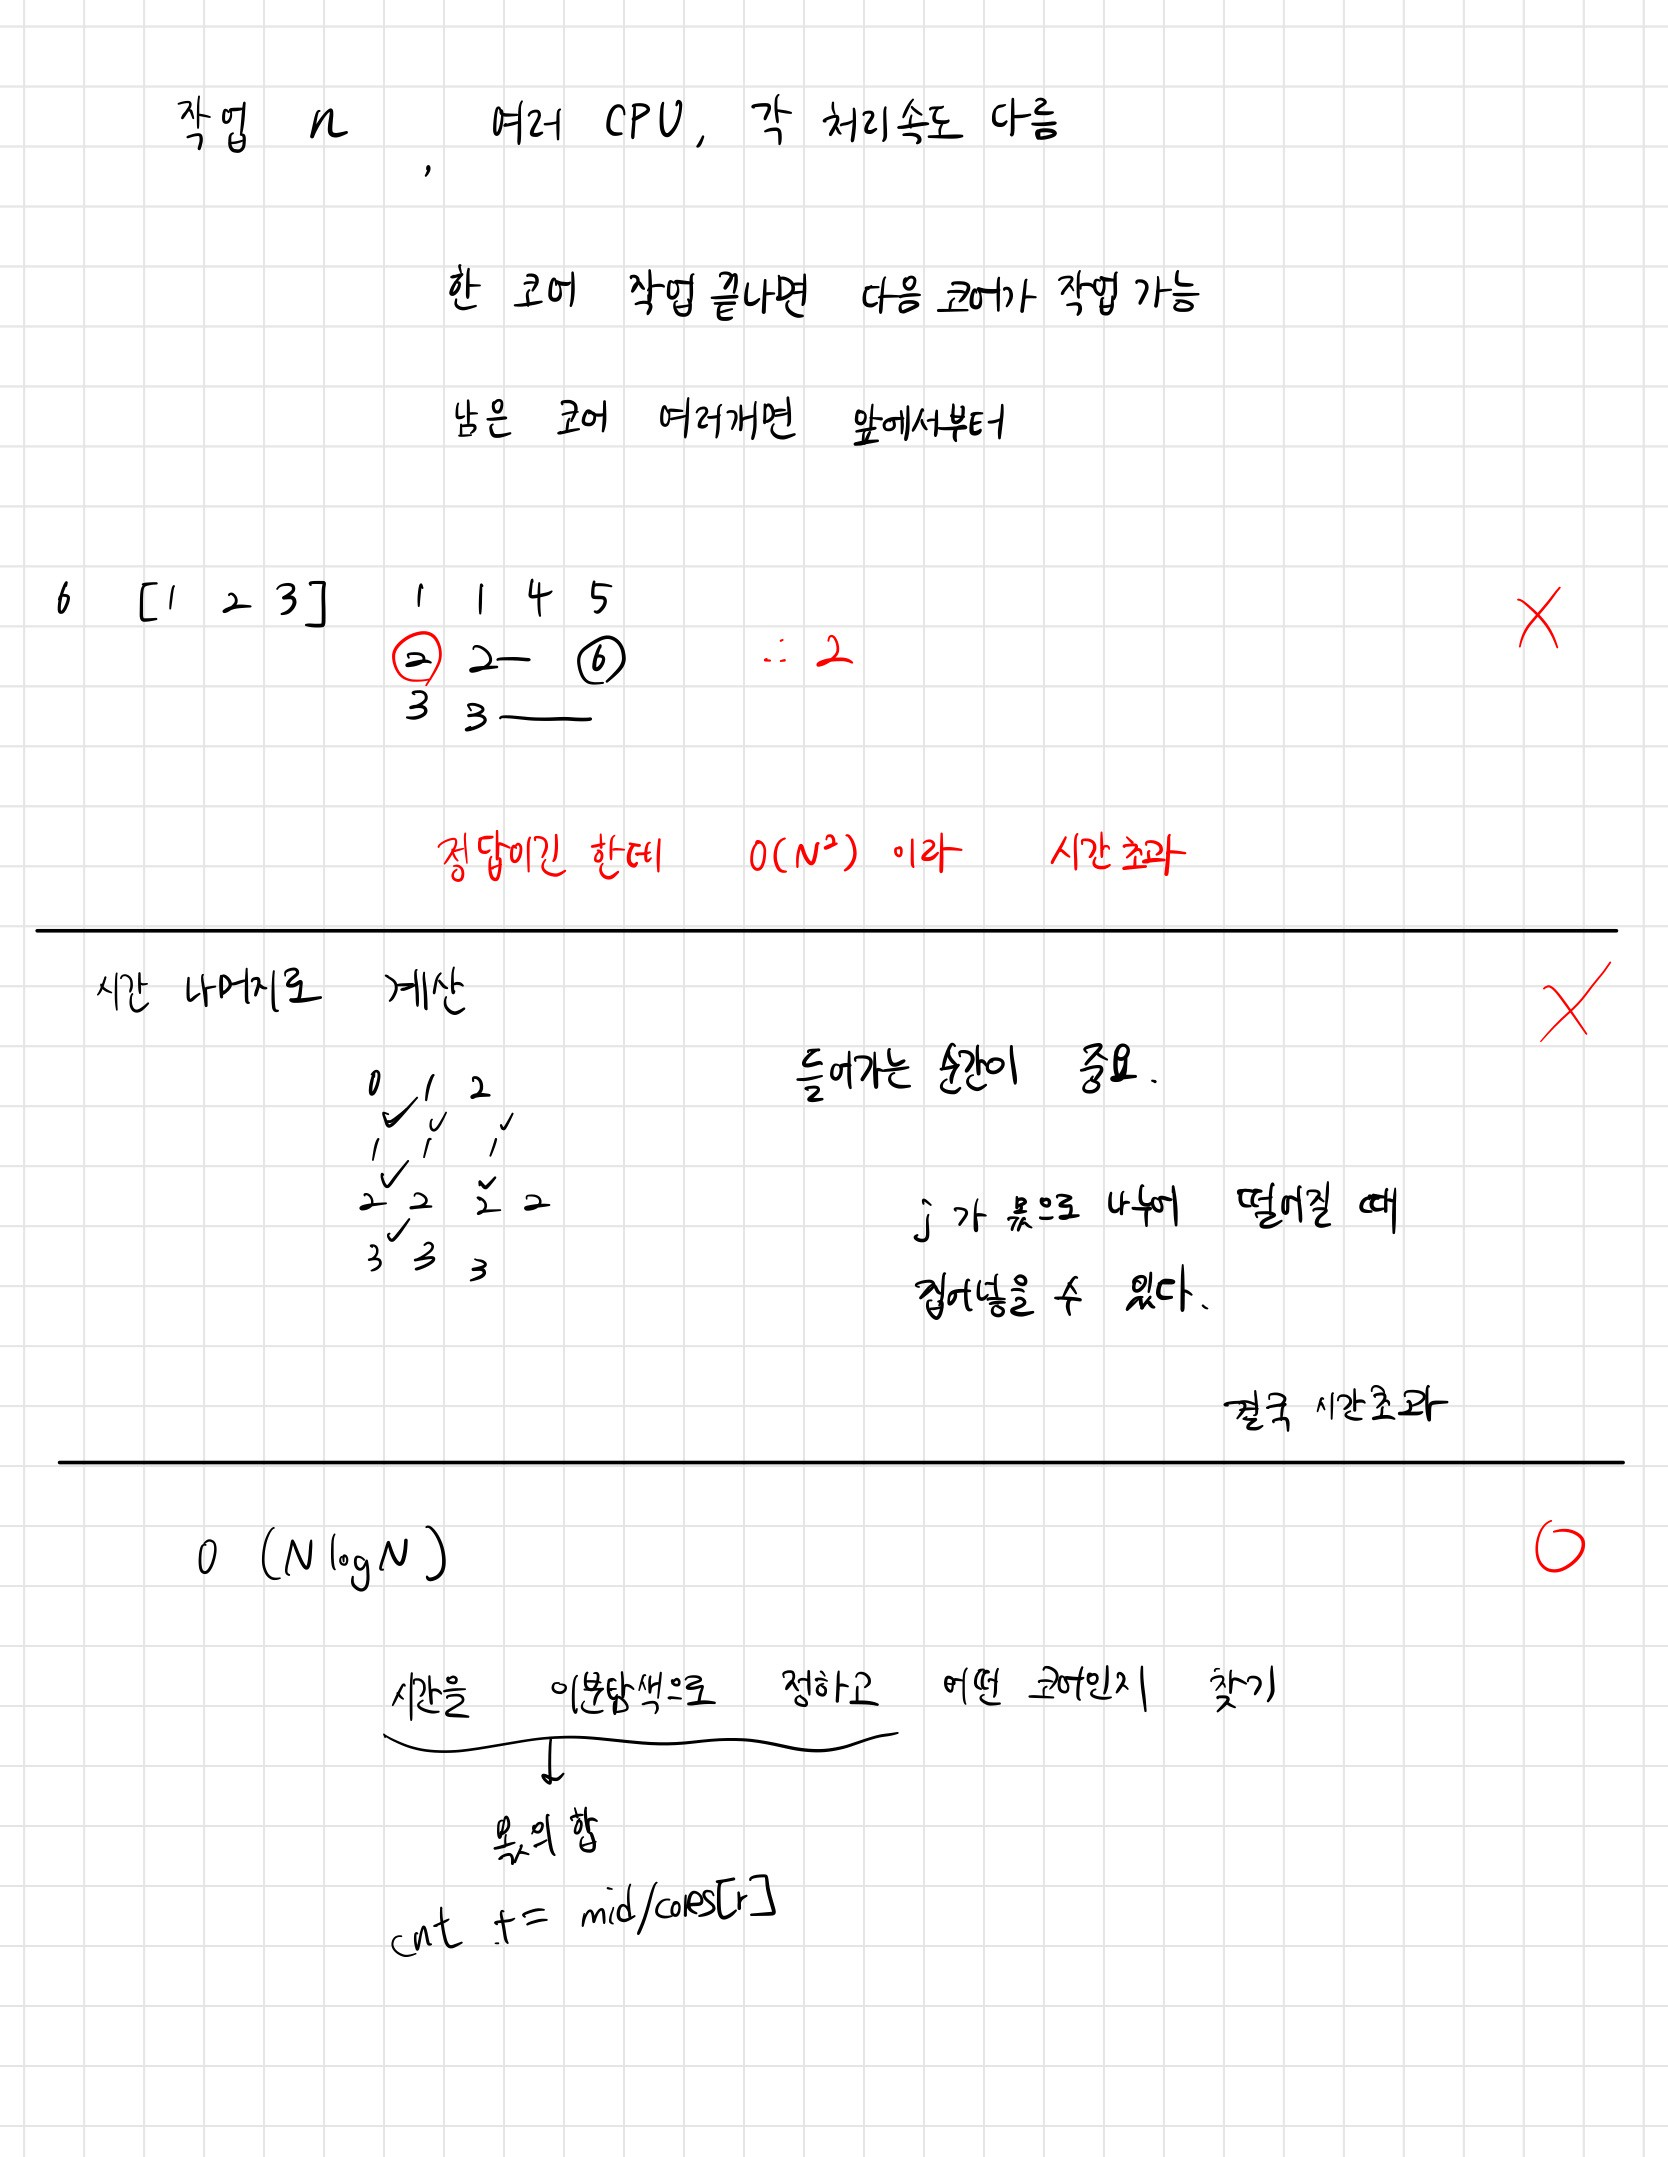 작업 n , 여러 CPU, 각 처리속도 다름
한 코어 작업 끝나면 다음 코어가 작업 가능
남은 코어 여러개면 앞에서부터
6 [1 2 3] 1 1 4 5
2 2 6 ∴ 2
3 3
정답이긴 한데 O(N²) 이라 시간초과
시간 나머지로 계산
들어가는 순간이 중요.
0 1 2
1 1 1
2 2 2 2
3 3 3
j 가 몫으로 나누어 떨어질 때
집어넣을 수 있다.
결국 시간초과
O (N log N)
시간을 이분탐색으로 정하고 어떤 코어인지 찾기
몫의 합
cnt += mid/cores[r]